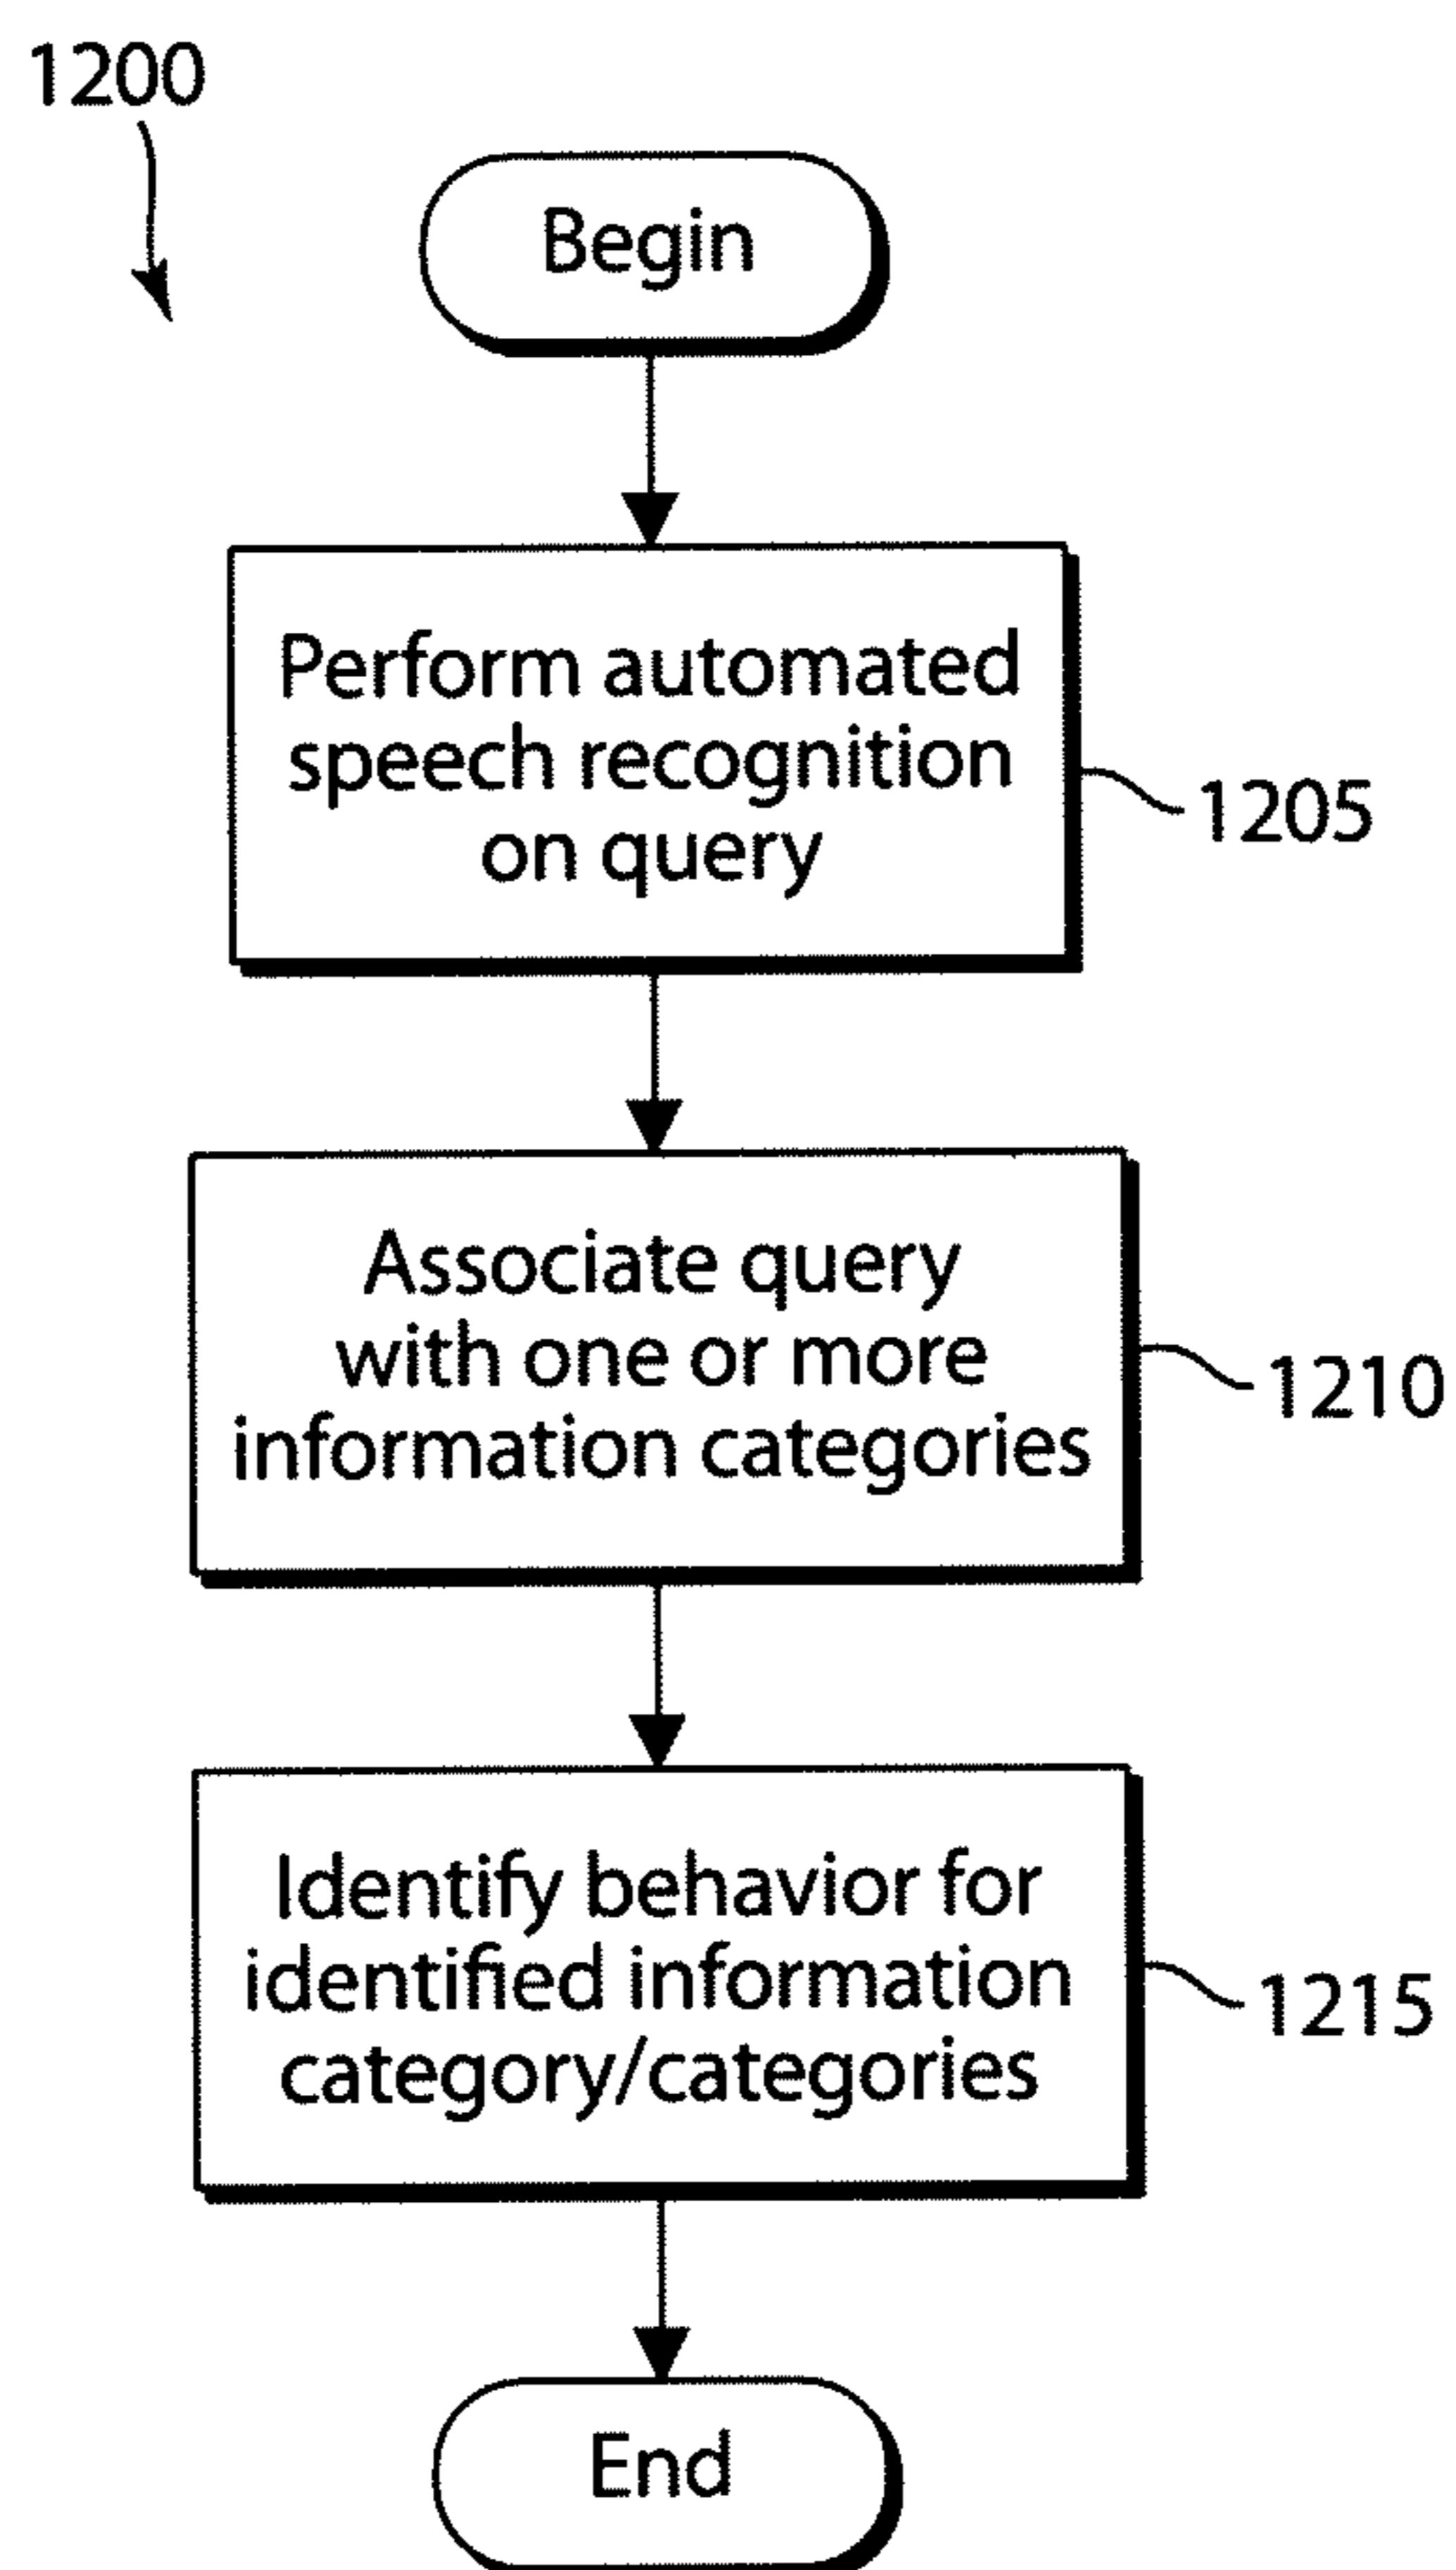 1200
Begin
Perform automated
speech recognition
on query
1205
Associate query
with one or more
information categories
1210
Identify behavior for
identified information
category/categories
1215
End